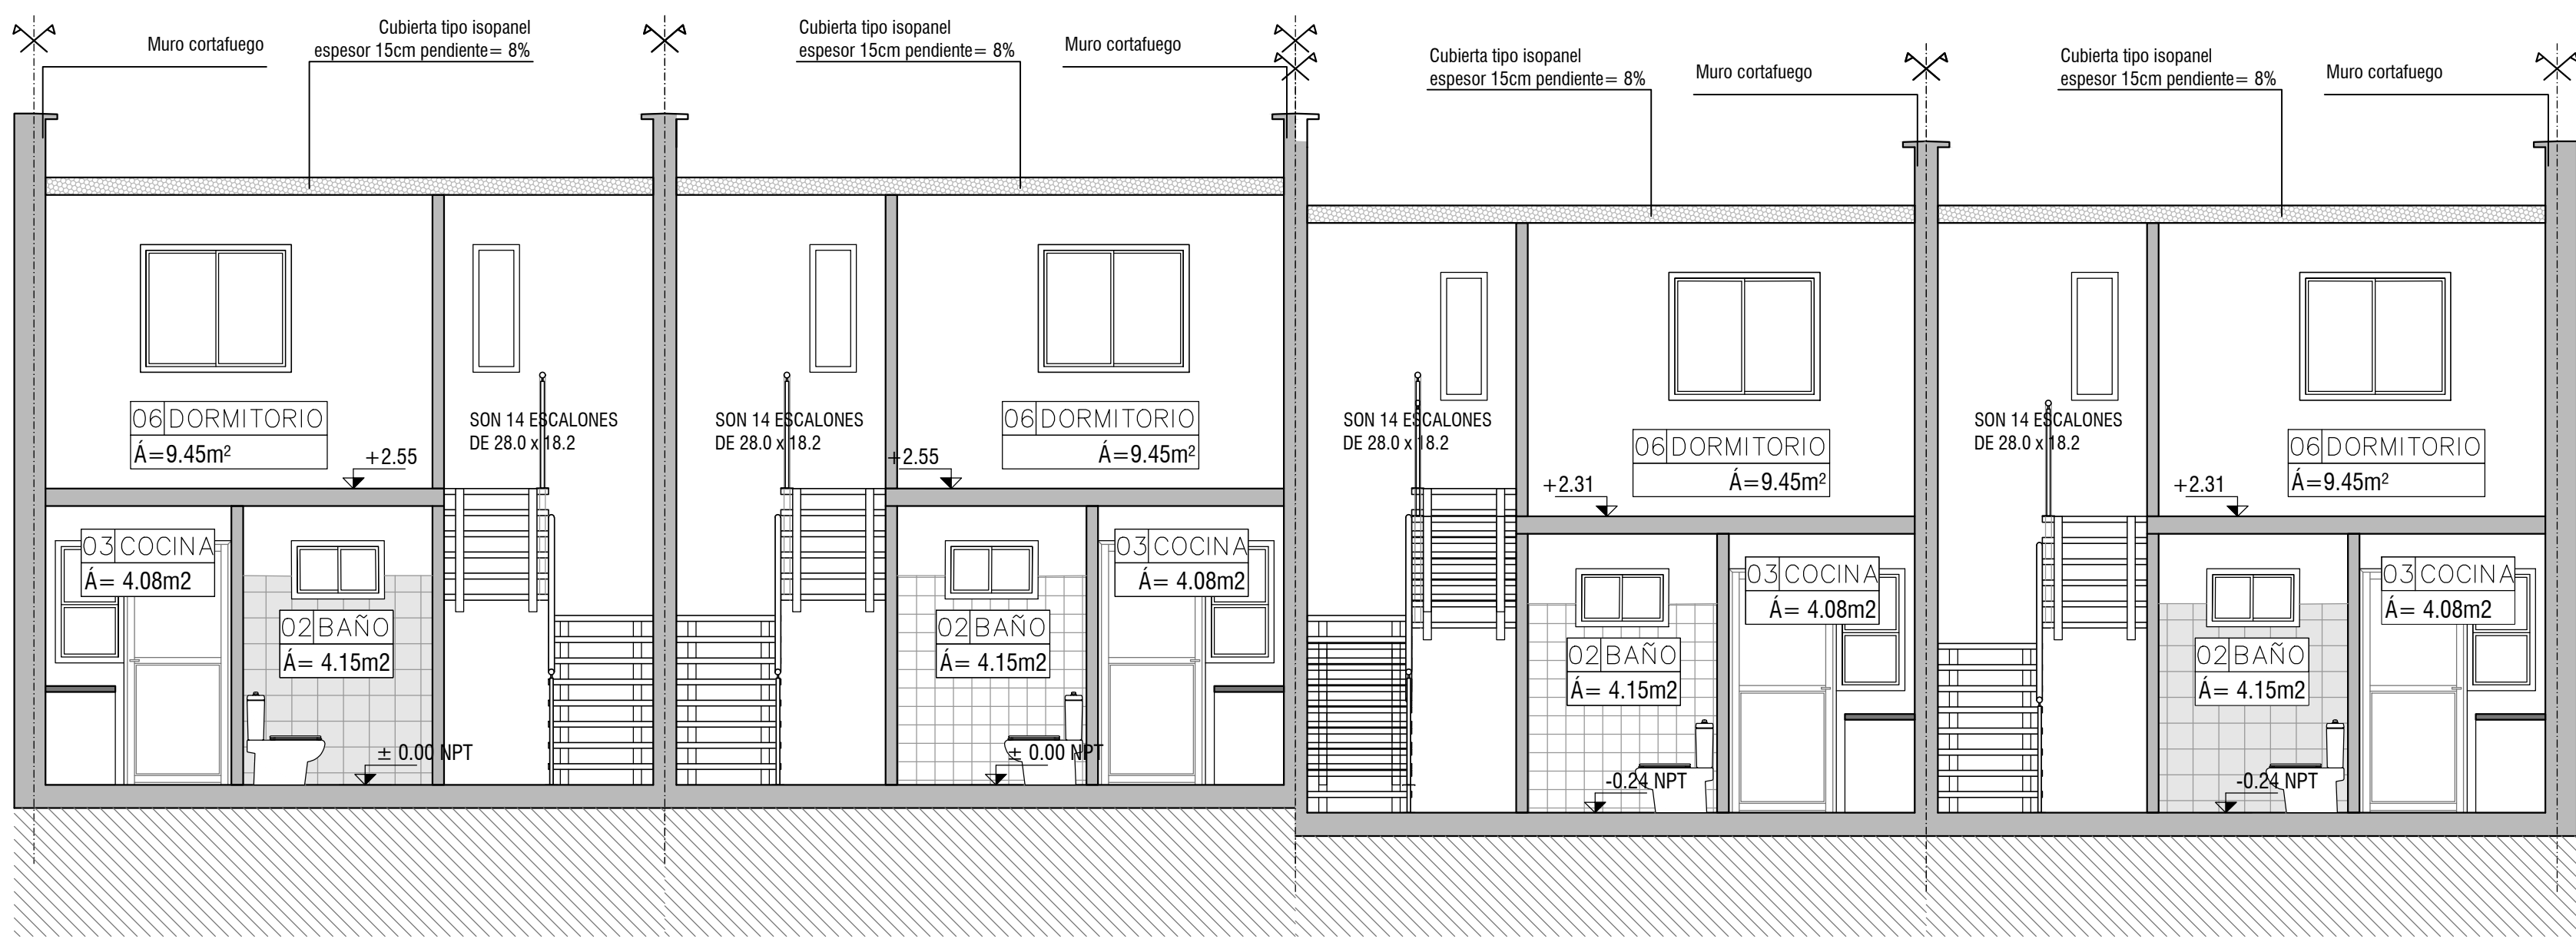 Cubierta tipo isopanel
espesor 15cm pendiente= 8%
Muro cortafuego
Cubierta tipo isopanel
espesor 15cm pendiente= 8%
Muro cortafuego
Cubierta tipo isopanel
espesor 15cm pendiente= 8%
Muro cortafuego
Cubierta tipo isopanel
espesor 15cm pendiente= 8%
Muro cortafuego
06 DORMITORIO
Á=9.45m²
+2.55
SON 14 ESCALONES
DE 28.0 x 18.2
SON 14 ESCALONES
DE 28.0 x 18.2
+2.55
06 DORMITORIO
Á=9.45m²
SON 14 ESCALONES
DE 28.0 x 18.2
+2.31
06 DORMITORIO
Á=9.45m²
SON 14 ESCALONES
DE 28.0 x 18.2
+2.31
06 DORMITORIO
Á=9.45m²
03 COCINA
Á= 4.08m2
02 BAÑO
Á= 4.15m2
± 0.00 NPT
02 BAÑO
Á= 4.15m2
± 0.00 NPT
03 COCINA
Á= 4.08m2
02 BAÑO
Á= 4.15m2
-0.24 NPT
03 COCINA
Á= 4.08m2
02 BAÑO
Á= 4.15m2
-0.24 NPT
03 COCINA
Á= 4.08m2